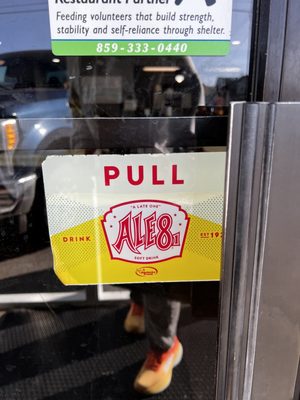 Restaurant Partner
Feeding volunteers that build strength,
stability and self-reliance through shelter.
859-333-0440
PULL
"A LATE ONE"
DRINK
ALE8
1
EST 19
SOFT DRINK